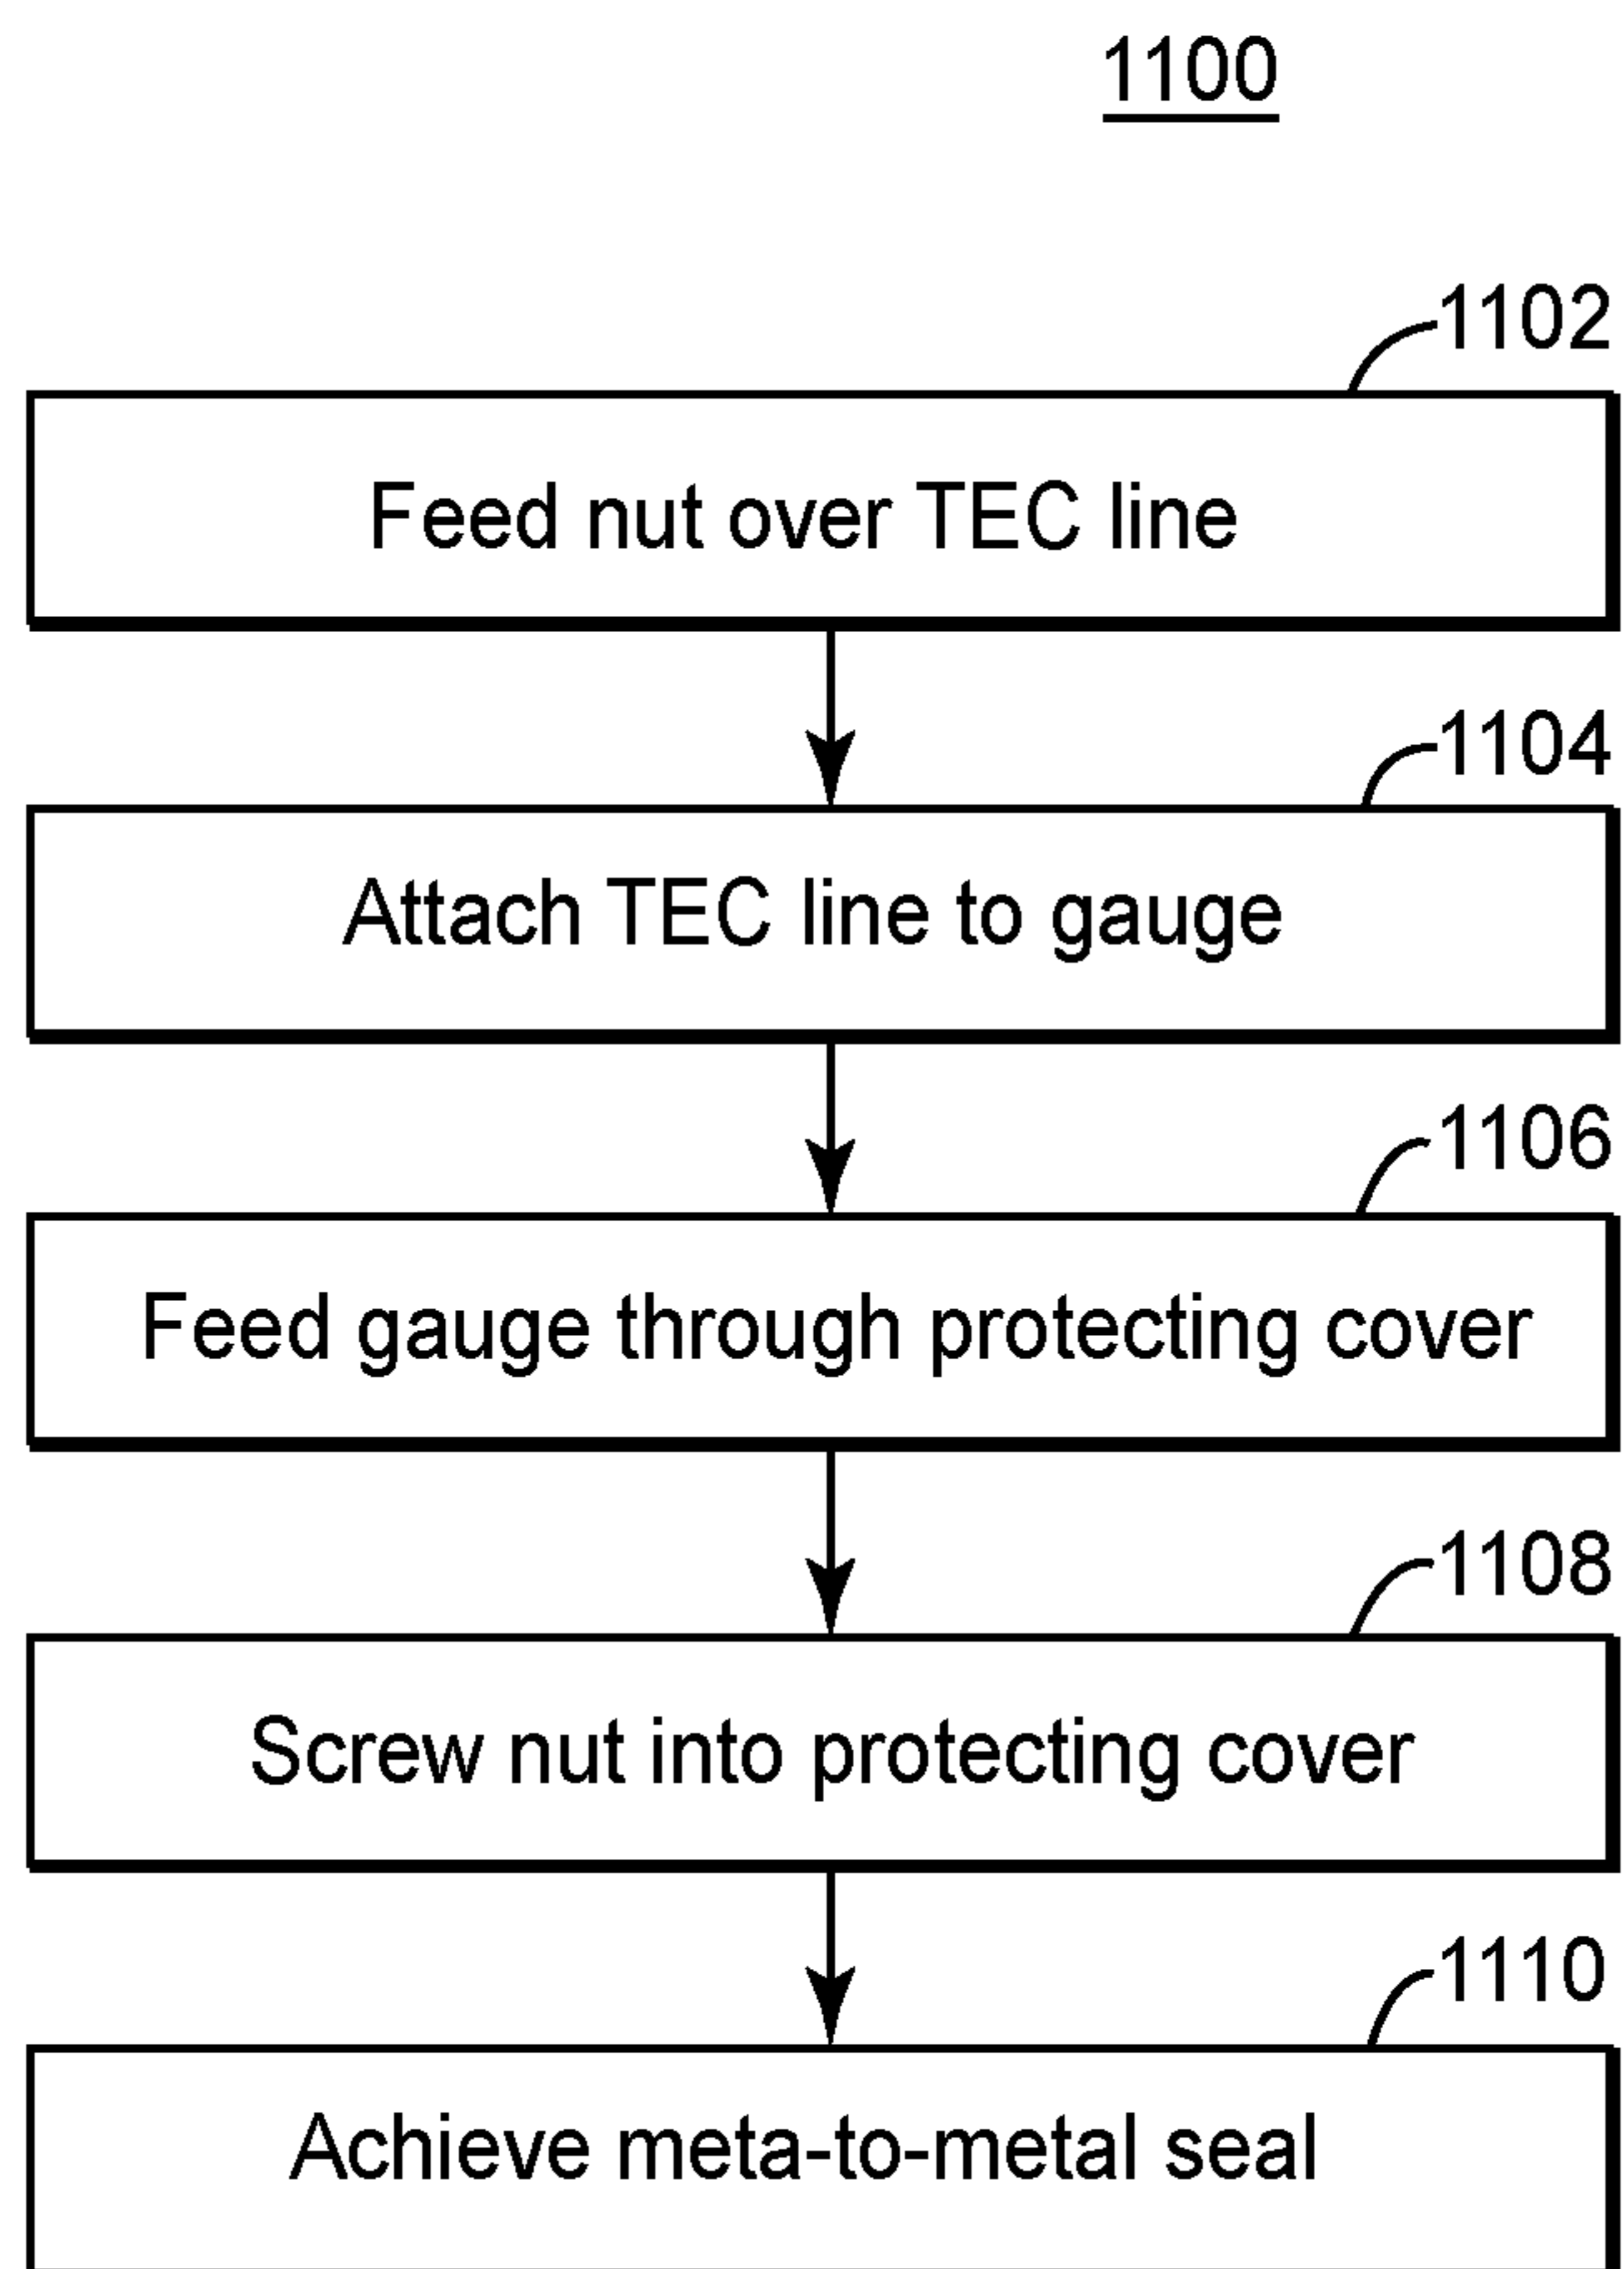 1100
1102
Feed nut over TEC line
1104
Attach TEC line to gauge
1106
Feed gauge through protecting cover
1108
Screw nut into protecting cover
1110
Achieve meta-to-metal seal